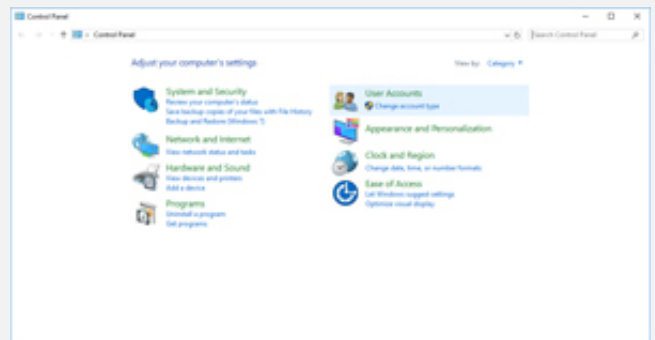 Control Panel
Control Panel
Search Control Panel
Adjust your computer's settings
View by: Category
System and Security
Review your computer's status
Save backup copies of your files with File History
Backup and Restore (Windows 7)
Network and Internet
View network status and tasks
Hardware and Sound
View devices and printers
Add a device
Programs
Uninstall a program
Get programs
User Accounts
Change account type
Appearance and Personalization
Clock and Region
Change date, time, or number formats
Ease of Access
Let Windows suggest settings
Optimize visual display